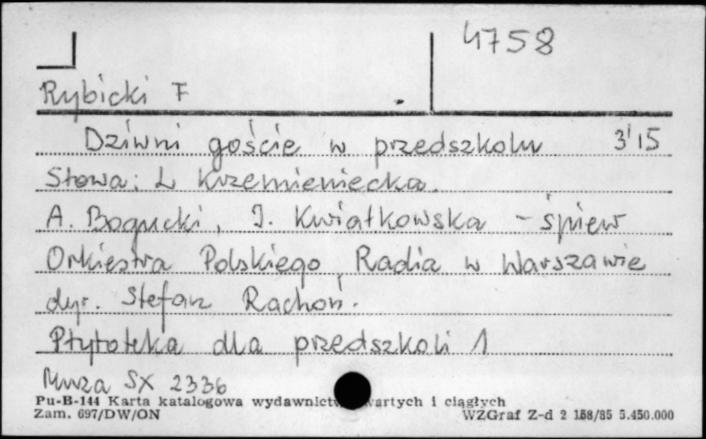 4758
Rybicki F
Dziwni goście w przedszkolu 3'15
Słowa: L Krzemieniecka.
A. Bogucki, I. Kwiatkowska - śpiew
Orkiestra Polskiego Radia w Warszawie
dyr. Stefan Rachoń.
Płytoteka dla przedszkoli 1
Muza SX 2336
Pu-B-144 Karta katalogowa wydawnictw zwartych i ciągłych
Zam. 697/DW/ON WZGraf Z-d 2 158/85 5.450.000